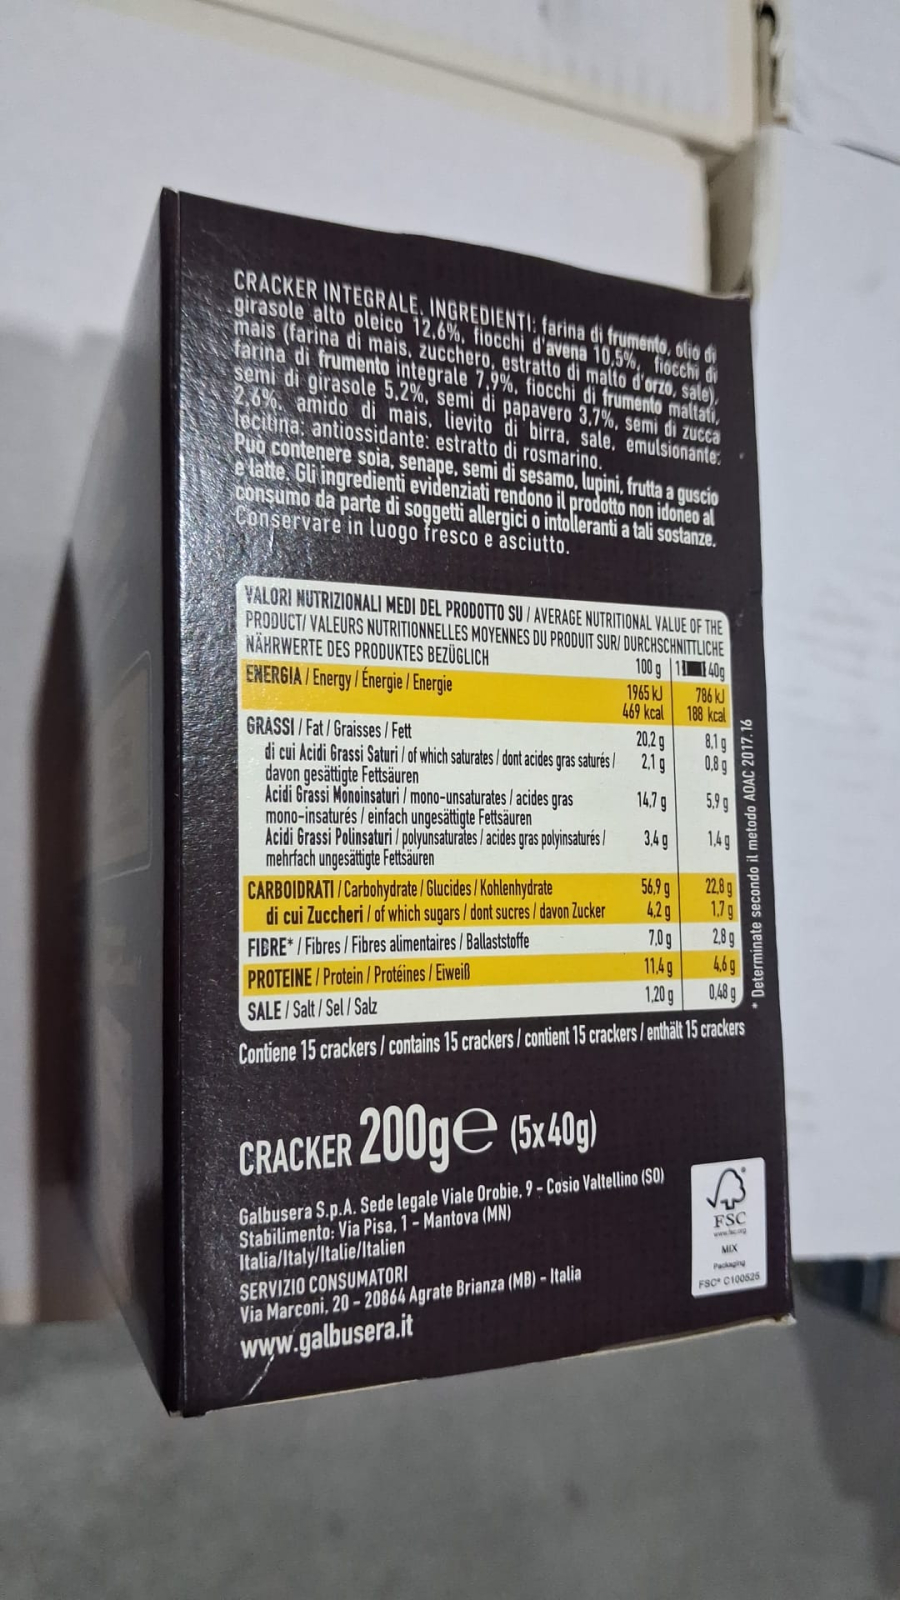 CRACKER INTEGRALE. INGREDIENTI: farina di frumento, olio di
girasole alto oleico 12,6%, fiocchi d'avena 10,5%, fiocchi di
mais (farina di mais, zucchero, estratto di malto d'orzo, sale),
farina di frumento integrale 7,9%, fiocchi di frumento maltati,
semi di girasole 5,2%, semi di papavero 3,7%, semi di zucca
2,6%, amido di mais, lievito di birra, sale, emulsionante:
lecitina; antiossidante: estratto di rosmarino.
Può contenere soia, senape, semi di sesamo, lupini, frutta a guscio
e latte. Gli ingredienti evidenziati rendono il prodotto non idoneo al
consumo da parte di soggetti allergici o intolleranti a tali sostanze.
Conservare in luogo fresco e asciutto.
VALORI NUTRIZIONALI MEDI DEL PRODOTTO SU / AVERAGE NUTRITIONAL VALUE OF THE
PRODUCT/ VALEURS NUTRITIONNELLES MOYENNES DU PRODUIT SUR/ DURCHSCHNITTLICHE
NÄHRWERTE DES PRODUKTES BEZÜGLICH 100 g 1 40g
ENERGIA / Energy / Énergie / Energie 1965 kJ 786 kJ
469 kcal 188 kcal
GRASSI / Fat / Graisses / Fett 20,2 g 8,1 g
di cui Acidi Grassi Saturi / of which saturates / dont acides gras saturés / 2,1 g 0,8 g
davon gesättigte Fettsäuren
Acidi Grassi Monoinsaturi / mono-unsaturates / acides gras 14,7 g 5,9 g
mono-insaturés / einfach ungesättigte Fettsäuren
Acidi Grassi Polinsaturi / polyunsaturates / acides gras polyinsaturés / 3,4 g 1,4 g
mehrfach ungesättigte Fettsäuren
CARBOIDRATI / Carbohydrate / Glucides / Kohlenhydrate 56,9 g 22,8 g
di cui Zuccheri / of which sugars / dont sucres / davon Zucker 4,2 g 1,7 g
FIBRE* / Fibres / Fibres alimentaires / Ballaststoffe 7,0 g 2,8 g
PROTEINE / Protein / Protéines / Eiweiß 11,4 g 4,6 g
SALE / Salt / Sel / Salz 1,20 g 0,48 g
* Determinate secondo il metodo AOAC 2017.16
Contiene 15 crackers / contains 15 crackers / contient 15 crackers / enthält 15 crackers
CRACKER 200g e (5x40g)
Galbusera S.p.A. Sede legale Viale Orobie, 9 - Cosio Valtellino (SO)
Stabilimento: Via Pisa, 1 - Mantova (MN)
Italia/Italy/Italie/Italien
SERVIZIO CONSUMATORI
Via Marconi, 20 - 20864 Agrate Brianza (MB) - Italia
www.galbusera.it
FSC
www.fsc.org
MIX
Packaging
FSC® C100525